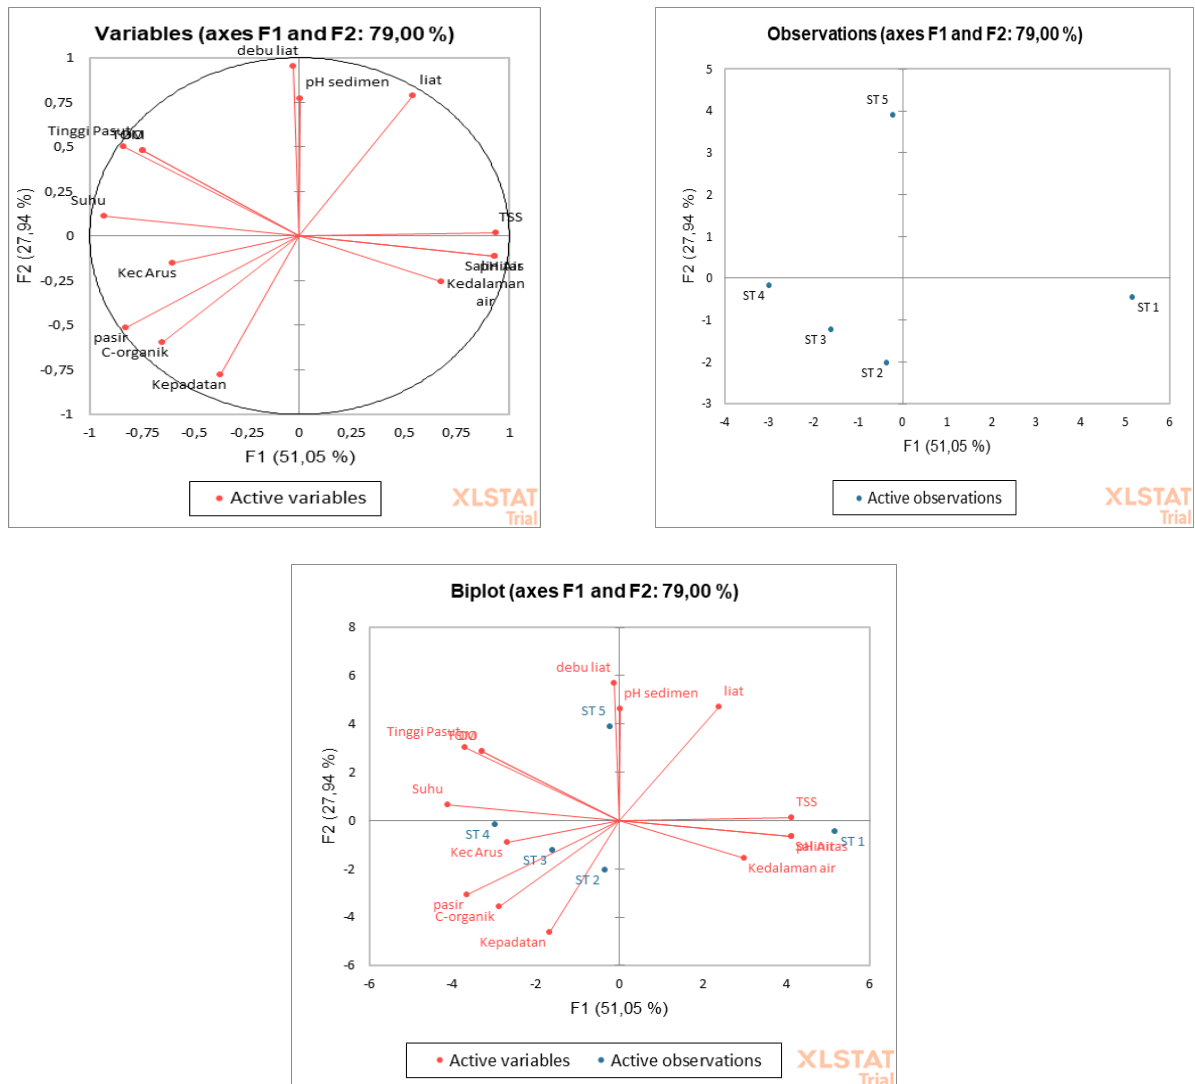 Variables (axes F1 and F2: 79,00 %)
debu liat
pH sedimen
liat
Tinggi Pasut
Suhu
TSS
Kec Arus
Kedalaman
air
pasir
C-organik
Kepadatan
1
0,75
0,5
0,25
0
-0,25
-0,5
-0,75
-1
F2 (27,94 %)
-1 -0,75 -0,5 -0,25 0 0,25 0,5 0,75 1
F1 (51,05 %)
Active variables
XLSTAT
Trial
Observations (axes F1 and F2: 79,00 %)
5
4
3
2
1
0
-1
-2
-3
F2 (27,94 %)
ST 5
ST 4
ST 1
ST 3
ST 2
-4 -3 -2 -1 0 1 2 3 4 5 6
F1 (51,05 %)
Active observations
XLSTAT
Trial
Biplot (axes F1 and F2: 79,00 %)
8
6
4
2
0
-2
-4
-6
F2 (27,94 %)
debu liat
pH sedimen
liat
ST 5
Tinggi Pasut
Suhu
TSS
ST 4
ST 1
Kec Arus
ST 3
Kedalaman air
ST 2
pasir
C-organik
Kepadatan
-6 -4 -2 0 2 4 6
F1 (51,05 %)
Active variables Active observations
XLSTAT
Trial